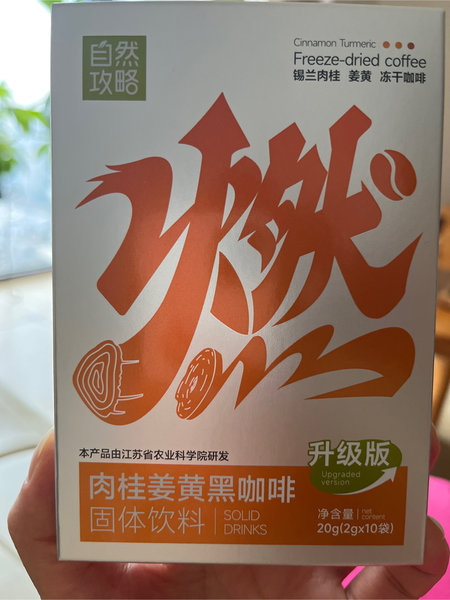 自然
攻略
Cinnamon Turmeric
Freeze-dried coffee
锡兰肉桂 姜黄 冻干咖啡
燃
本产品由江苏省农业科学院研发
升级版
Upgraded
version
肉桂姜黄黑咖啡
固体饮料
SOLID
DRINKS
净含量
net
content
20g(2gx10袋)